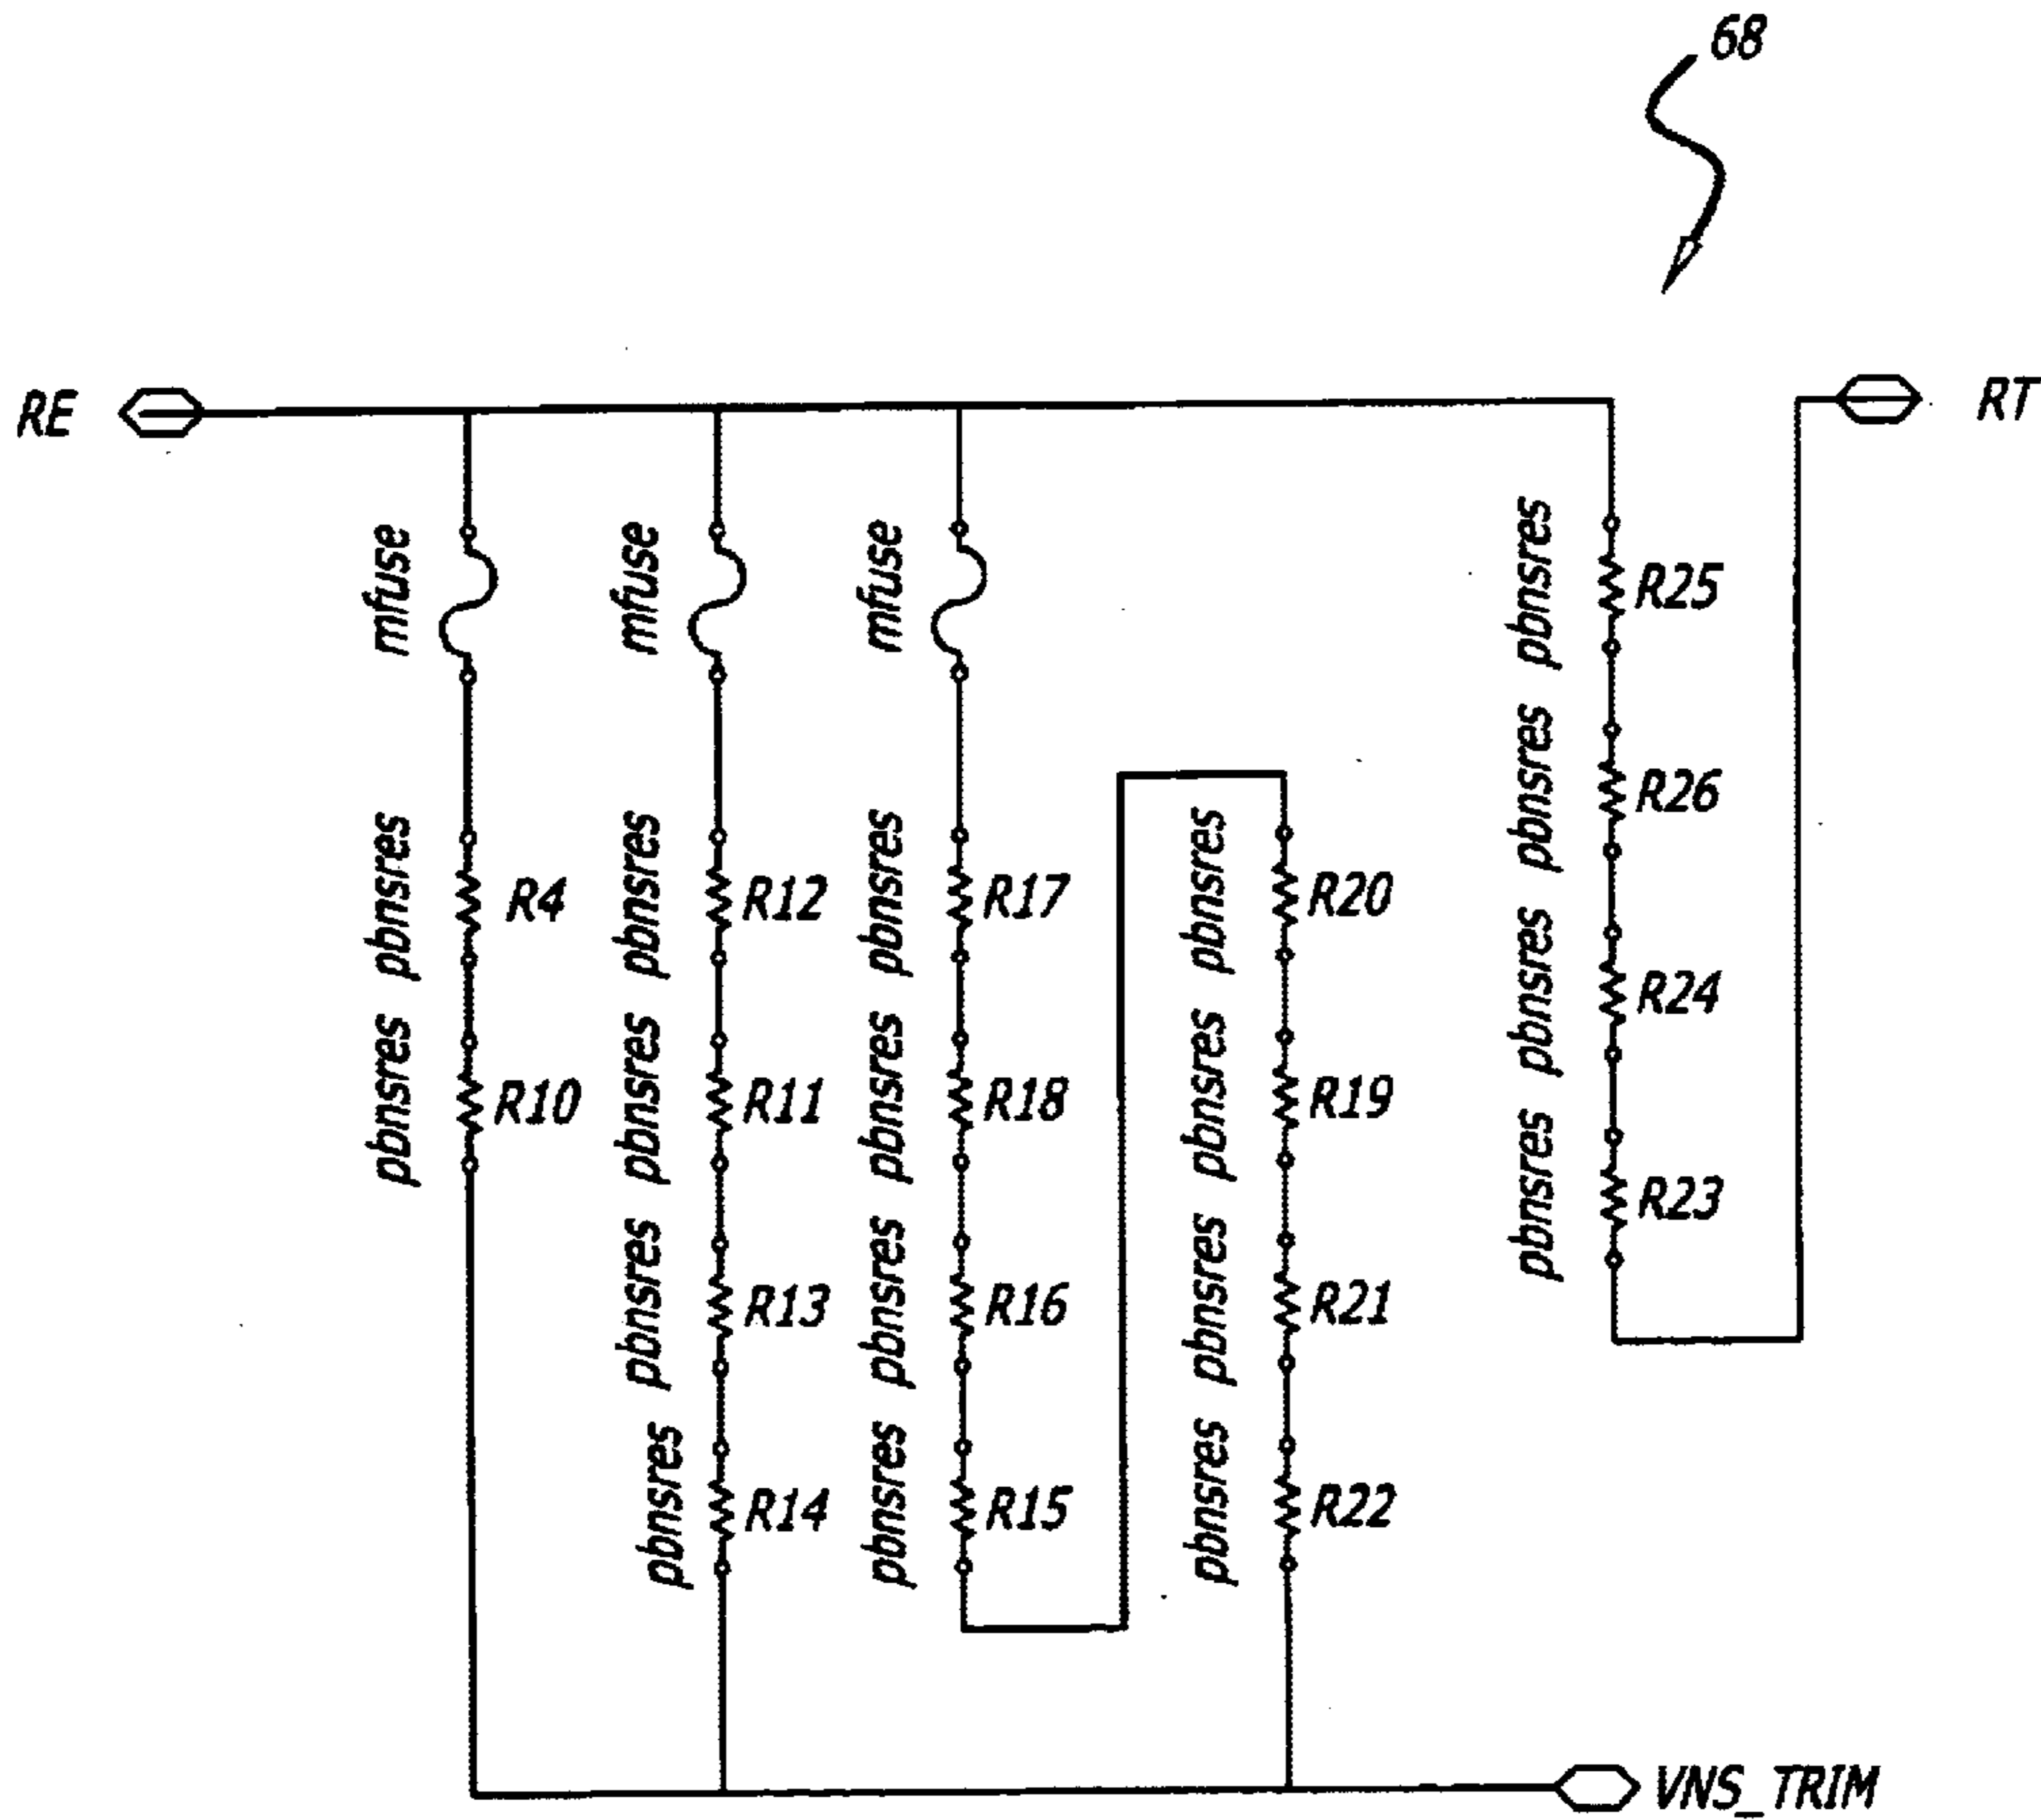 68
RE
RT
mfuse
mfuse
mfuse
pbnsres
R25
pbnsres
R26
pbnsres
R4
pbnsres
R12
pbnsres
R17
pbnsres
R20
pbnsres
R24
pbnsres
R10
pbnsres
R11
pbnsres
R18
pbnsres
R19
pbnsres
R23
pbnsres
R13
pbnsres
R16
pbnsres
R21
pbnsres
R14
pbnsres
R15
pbnsres
R22
VNS_TRIM